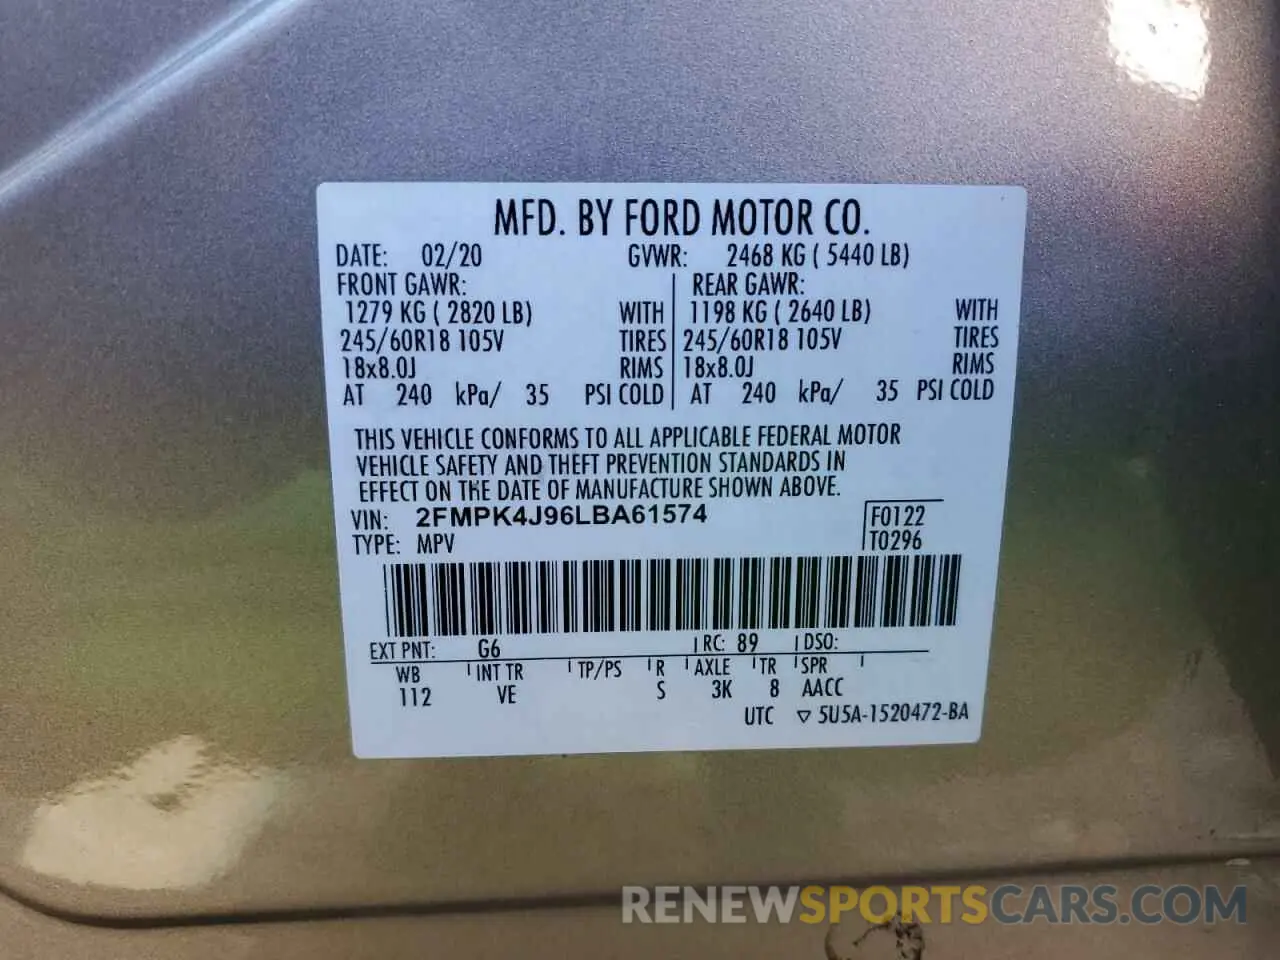 MFD. BY FORD MOTOR CO.
DATE: 02/20 GVWR: 2468 KG ( 5440 LB)
FRONT GAWR: REAR GAWR:
1279 KG ( 2820 LB) WITH 1198 KG ( 2640 LB) WITH
245/60R18 105V TIRES 245/60R18 105V TIRES
18x8.0J RIMS 18x8.0J RIMS
AT 240 kPa/ 35 PSI COLD AT 240 kPa/ 35 PSI COLD
THIS VEHICLE CONFORMS TO ALL APPLICABLE FEDERAL MOTOR
VEHICLE SAFETY AND THEFT PREVENTION STANDARDS IN
EFFECT ON THE DATE OF MANUFACTURE SHOWN ABOVE.
VIN: 2FMPK4J96LBA61574 F0122
TYPE: MPV T0296
EXT PNT: G6 RC: 89 DSO:
WB INT TR TP/PS R AXLE TR SPR
112 VE S 3K 8 AACC
UTC ▽ 5U5A-1520472-BA
RENEWSPORTSCARS.COM